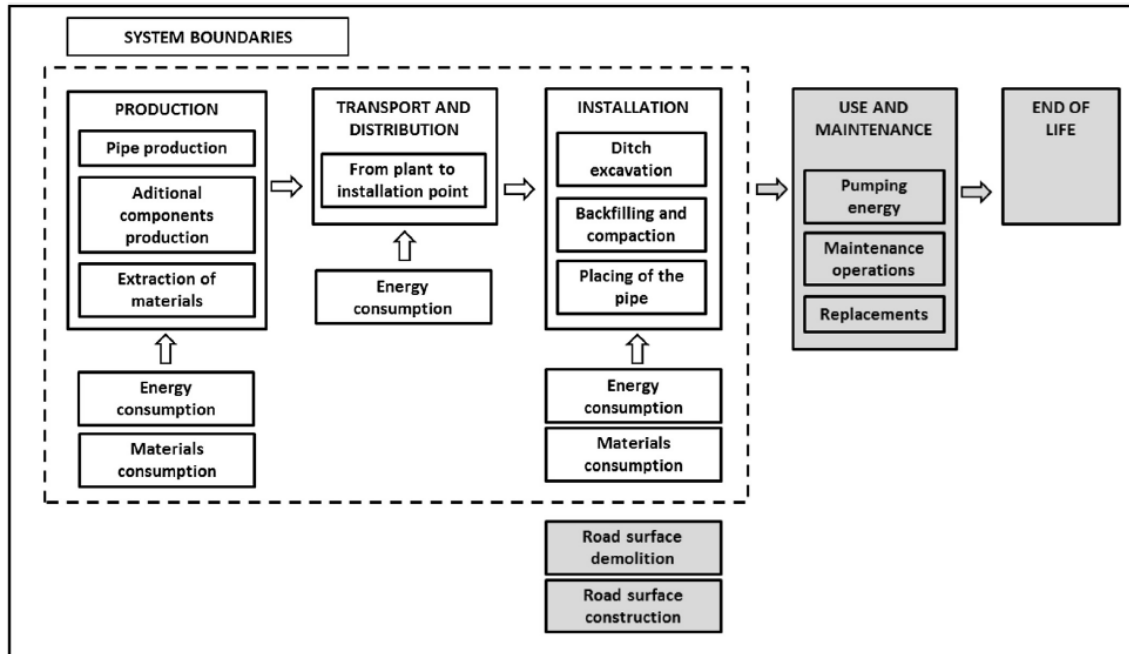 SYSTEM BOUNDARIES
PRODUCTION
Pipe production
Aditional
components
production
Extraction of
materials
Energy
consumption
Materials
consumption
TRANSPORT AND
DISTRIBUTION
From plant to
installation point
Energy
consumption
INSTALLATION
Ditch
excavation
Backfilling and
compaction
Placing of the
pipe
Energy
consumption
Materials
consumption
Road surface
demolition
Road surface
construction
USE AND
MAINTENANCE
Pumping
energy
Maintenance
operations
Replacements
END OF
LIFE